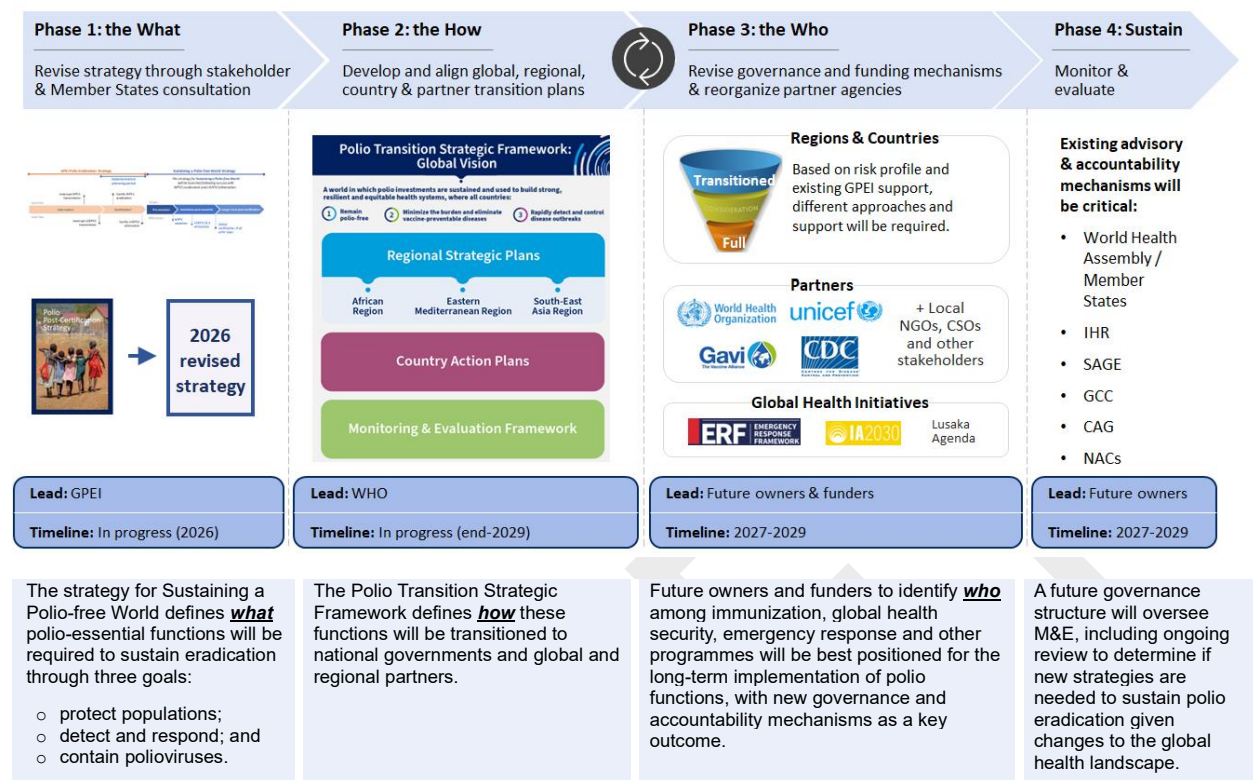 Phase 1: the What
Revise strategy through stakeholder
& Member States consultation
Phase 2: the How
Develop and align global, regional,
country & partner transition plans
Phase 3: the Who
Revise governance and funding mechanisms
& reorganize partner agencies
Phase 4: Sustain
Monitor &
evaluate
Polio
Post-Certification
Strategy
2026
revised
strategy
Polio Transition Strategic Framework:
Global Vision
A world in which polio investments are sustained and used to build strong,
resilient and equitable health systems, where all countries:
1 Remain
polio-free
2 Minimize the burden and eliminate
vaccine-preventable diseases
3 Rapidly detect and control
disease outbreaks
Regional Strategic Plans
African
Region
Eastern
Mediterranean Region
South-East
Asia Region
Country Action Plans
Monitoring & Evaluation Framework
Regions & Countries
Transitioned
Full
Based on risk profile and
existing GPEI support,
different approaches and
support will be required.
Partners
World Health
Organization
unicef
Gavi
The Vaccine Alliance
CDC
CENTERS FOR DISEASE
CONTROL AND PREVENTION
+ Local
NGOs, CSOs
and other
stakeholders
Global Health Initiatives
ERF EMERGENCY
RESPONSE
FRAMEWORK
IA2030
Lusaka
Agenda
Existing advisory
& accountability
mechanisms will
be critical:
• World Health
Assembly /
Member
States
• IHR
• SAGE
• GCC
• CAG
• NACs
Lead: GPEI
Timeline: In progress (2026)
Lead: WHO
Timeline: In progress (end-2029)
Lead: Future owners & funders
Timeline: 2027-2029
Lead: Future owners
Timeline: 2027-2029
The strategy for Sustaining a
Polio-free World defines what
polio-essential functions will be
required to sustain eradication
through three goals:
o protect populations;
o detect and respond; and
o contain polioviruses.
The Polio Transition Strategic
Framework defines how these
functions will be transitioned to
national governments and global and
regional partners.
Future owners and funders to identify who
among immunization, global health
security, emergency response and other
programmes will be best positioned for the
long-term implementation of polio
functions, with new governance and
accountability mechanisms as a key
outcome.
A future governance
structure will oversee
M&E, including ongoing
review to determine if
new strategies are
needed to sustain polio
eradication given
changes to the global
health landscape.